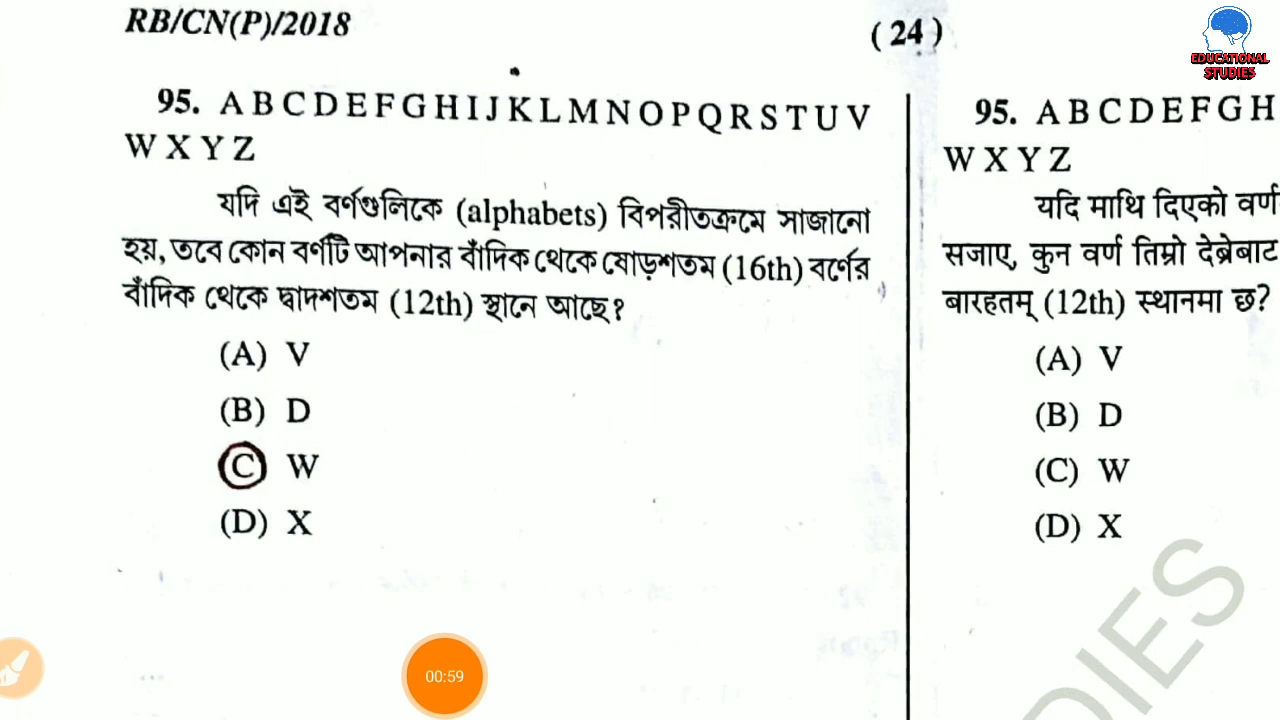 RB/CN(P)/2018
( 24 )
EDUCATIONAL
STUDIES
95. A B C D E F G H I J K L M N O P Q R S T U V
W X Y Z
যদি এই বর্ণগুলিকে (alphabets) বিপরীতক্রমে সাজানো
হয়, তবে কোন বর্ণটি আপনার বাঁদিক থেকে ষোড়শতম (16th) বর্ণের
বাঁদিক থেকে দ্বাদশতম (12th) স্থানে আছে?
(A) V
(B) D
(C) W
(D) X
95. A B C D E F G H
W X Y Z
यदि माथि दिएको वर्ण
सजाए, कुन वर्ण तिम्रो देब्रेबाट
बारहतम् (12th) स्थानमा छ?
(A) V
(B) D
(C) W
(D) X
DIES
00:59